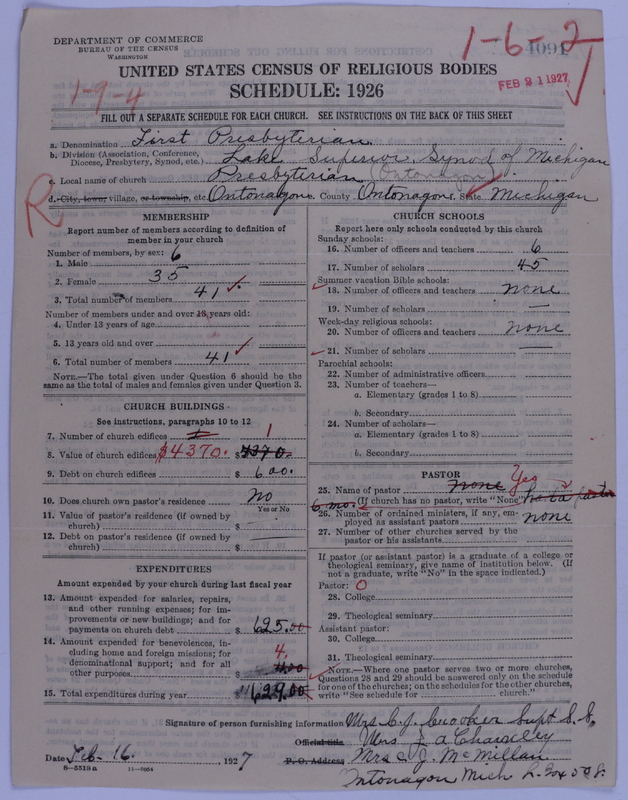 DEPARTMENT OF COMMERCE
BUREAU OF THE CENSUS
WASHINGTON
1-6-2
4091
FEB 21 1927
1-9-4
UNITED STATES CENSUS OF RELIGIOUS BODIES
SCHEDULE: 1926
FILL OUT A SEPARATE SCHEDULE FOR EACH CHURCH. SEE INSTRUCTIONS ON THE BACK OF THIS SHEET
a. Denomination First Presbyterian
b. Division (Association, Conference, Diocese, Presbytery, Synod, etc.) Lake Superior, Synod of Michigan
c. Local name of church Presbyterian (Ontonagon)
d. City, town, village, or township, etc. Ontonagon e. County Ontonagon f. State Michigan
R
MEMBERSHIP
Report number of members according to definition of
member in your church
Number of members, by sex:
1. Male 6
2. Female 35
3. Total number of members 41
Number of members under and over 13 years old:
4. Under 13 years of age
5. 13 years old and over
6. Total number of members 41
NOTE.—The total given under Question 6 should be
same as the total of males and females given under Question 3.
CHURCH BUILDINGS
See instructions, paragraphs 10 to 12
7. Number of church edifices 1
8. Value of church edifices $4370. $4370.
9. Debt on church edifices $ 600.
10. Does church own pastor's residence No
Yes or No
11. Value of pastor's residence (if owned by
church) $
12. Debt on pastor's residence (if owned by
church) $
EXPENDITURES
Amount expended by your church during last fiscal year
13. Amount expended for salaries, repairs,
and other running expenses; for im-
provements or new buildings; and for
payments on church debt $ 625.00
14. Amount expended for benevolences, in-
cluding home and foreign missions; for
denominational support; and for all
other purposes 4.
15. Total expenditures during year 629.00
CHURCH SCHOOLS
Report here only schools conducted by this church
Sunday schools:
16. Number of officers and teachers 6
17. Number of scholars 45
Summer vacation Bible schools:
18. Number of officers and teachers none
19. Number of scholars —
Week-day religious schools:
20. Number of officers and teachers none
21. Number of scholars —
Parochial schools:
22. Number of administrative officers
23. Number of teachers—
a. Elementary (grades 1 to 8)
b. Secondary
24. Number of scholars—
a. Elementary (grades 1 to 8)
b. Secondary
PASTOR
25. Name of pastor none Yes
(If church has no pastor, write "None")
6 mo.
26. Number of ordained ministers, if any, em-
ployed as assistant pastors none
27. Number of other churches served by the
pastor or his assistants
If pastor (or assistant pastor) is a graduate of a college or
theological seminary, give name of institution below. (If
not a graduate, write "No" in the space indicated.)
Pastor: 0
28. College
29. Theological seminary
Assistant pastor:
30. College
31. Theological seminary
NOTE.—Where one pastor serves two or more churches,
Questions 28 and 29 should be answered only on the schedule
for one of the churches; on the schedules for the other churches,
write "See schedule for church."
Signature of person furnishing information Mrs. C. J. Crooker Supt S. S.
Official title Mrs J a Charnley
Date Feb. 16. 1927 P. O. Address Mrs C. J. McMillan
8-5519a 11-9054 Ontonagon Mich L. Box 508.